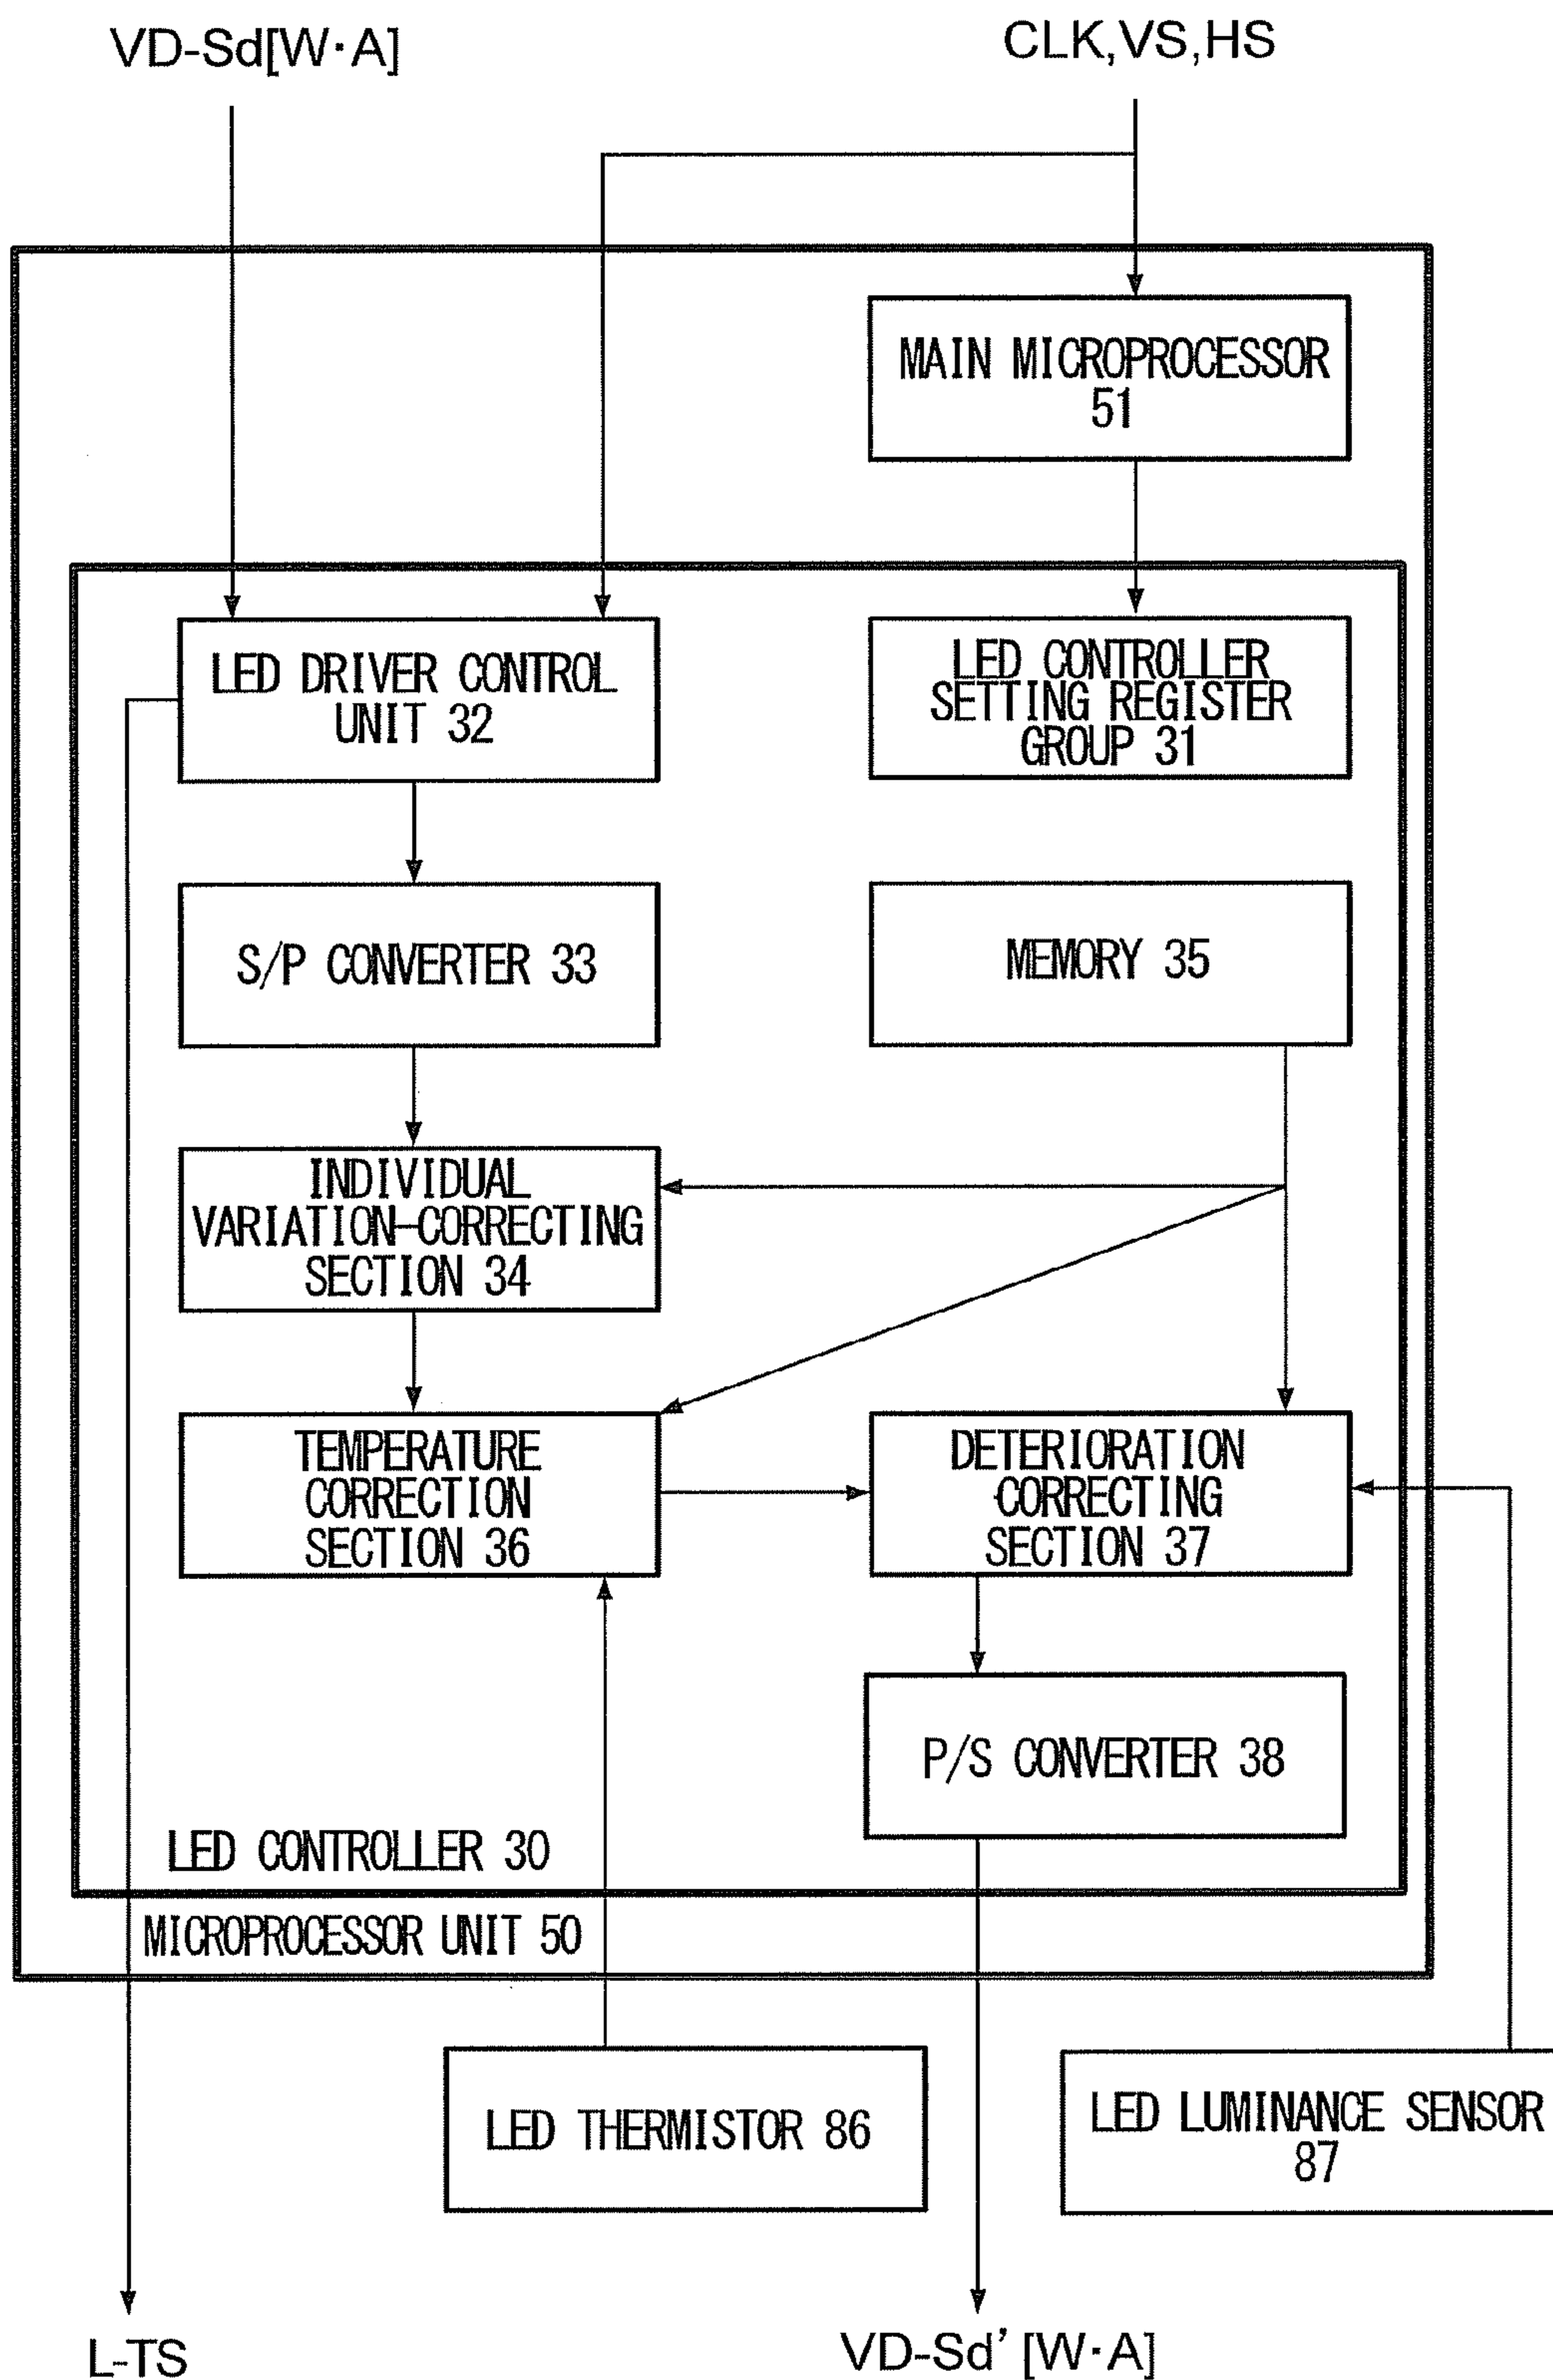 VD-Sd[W·A]
CLK,VS,HS
MAIN MICROPROCESSOR
51
LED DRIVER CONTROL
UNIT 32
LED CONTROLLER
SETTING REGISTER
GROUP 31
S/P CONVERTER 33
MEMORY 35
INDIVIDUAL
VARIATION-CORRECTING
SECTION 34
TEMPERATURE
CORRECTION
SECTION 36
DETERIORATION
CORRECTING
SECTION 37
P/S CONVERTER 38
LED CONTROLLER 30
MICROPROCESSOR UNIT 50
LED THERMISTOR 86
LED LUMINANCE SENSOR
87
L-TS
VD-Sd’ [W·A]